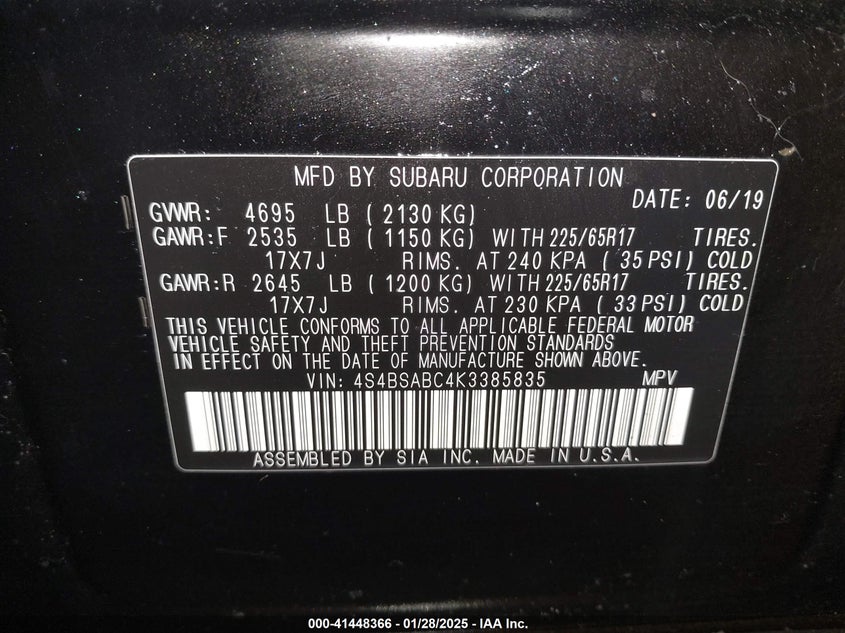 MFD BY SUBARU CORPORATION
DATE: 06/19
GVWR: 4695 LB ( 2130 KG)
GAWR:F 2535 LB ( 1150 KG) WITH 225/65R17 TIRES.
17X7J RIMS. AT 240 KPA ( 35 PSI) COLD
GAWR:R 2645 LB ( 1200 KG) WITH 225/65R17 TIRES.
17X7J RIMS. AT 230 KPA ( 33 PSI) COLD
THIS VEHICLE CONFORMS TO ALL APPLICABLE FEDERAL MOTOR
VEHICLE SAFETY AND THEFT PREVENTION STANDARDS
IN EFFECT ON THE DATE OF MANUFACTURE SHOWN ABOVE.
VIN: 4S4BSABC4K3385835 MPV
ASSEMBLED BY SIA INC. MADE IN U.S.A.
000-41448366 — 01/28/2025 — IAA Inc.